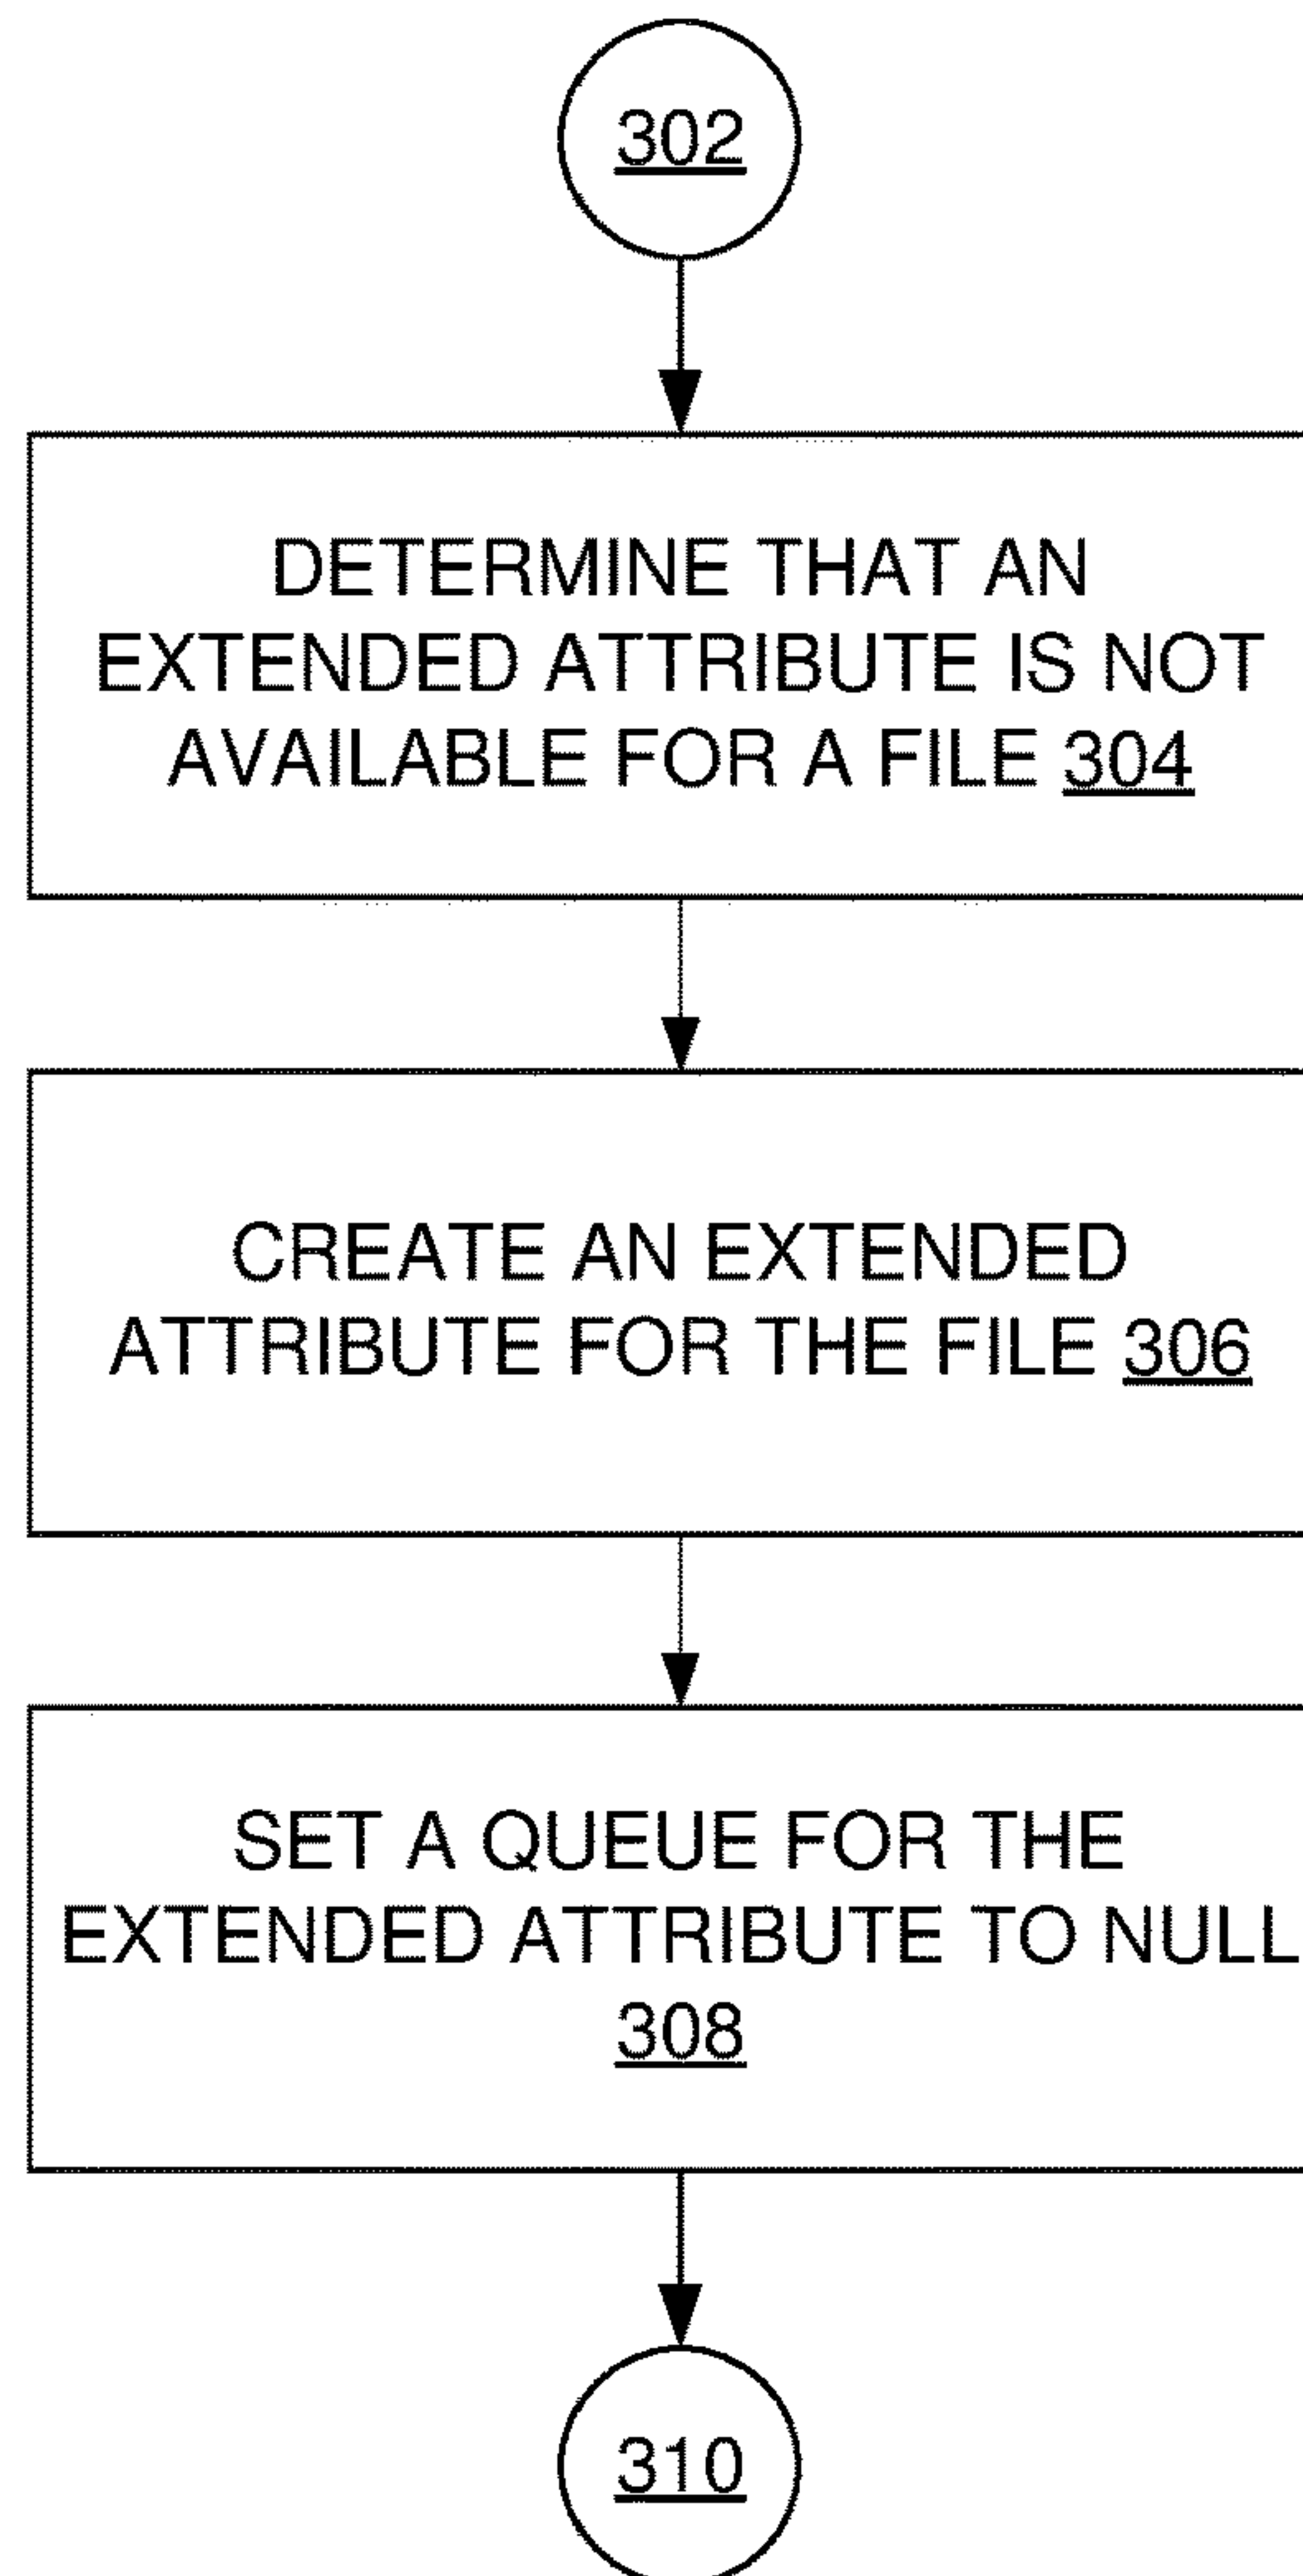 302
DETERMINE THAT AN
EXTENDED ATTRIBUTE IS NOT
AVAILABLE FOR A FILE 304
CREATE AN EXTENDED
ATTRIBUTE FOR THE FILE 306
SET A QUEUE FOR THE
EXTENDED ATTRIBUTE TO NULL
308
310